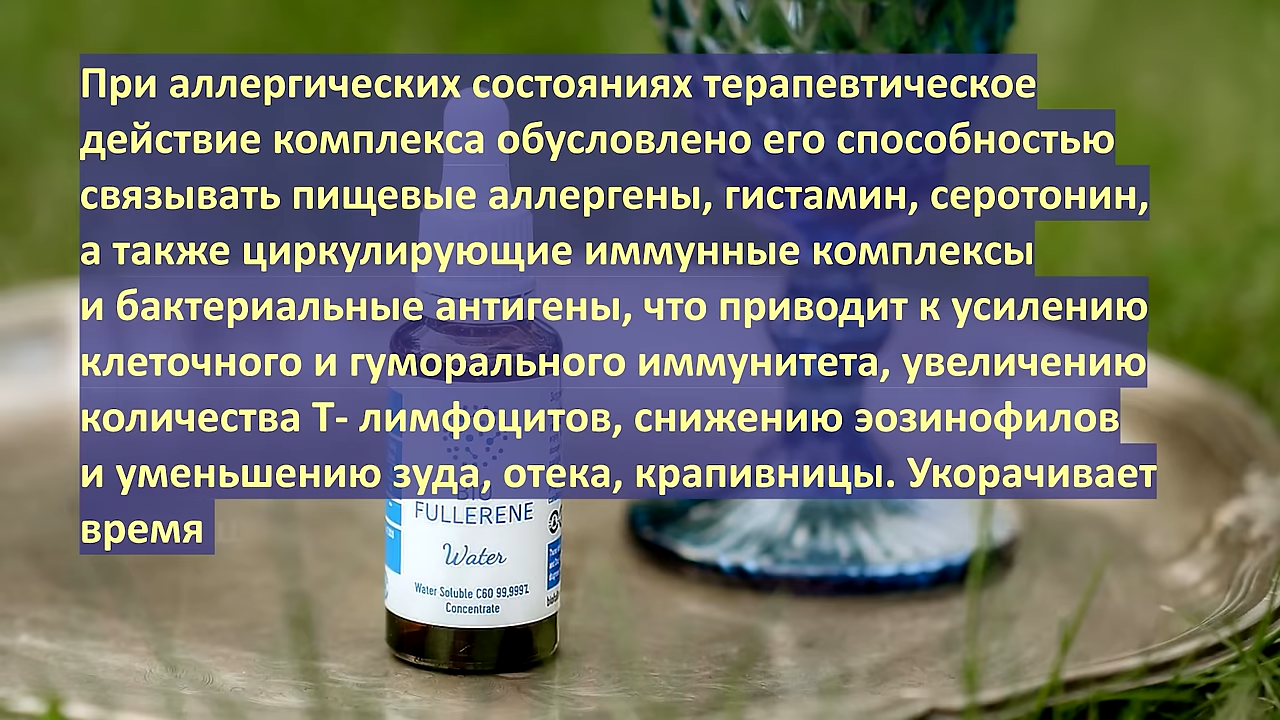 При аллергических состояниях терапевтическое
действие комплекса обусловлено его способностью
связывать пищевые аллергены, гистамин, серотонин,
а также циркулирующие иммунные комплексы
и бактериальные антигены, что приводит к усилению
клеточного и гуморального иммунитета, увеличению
количества Т- лимфоцитов, снижению эозинофилов
и уменьшению зуда, отека, крапивницы. Укорачивает
время
BIO
FULLERENE
Water
Water Soluble C60 99,999%
Concentrate